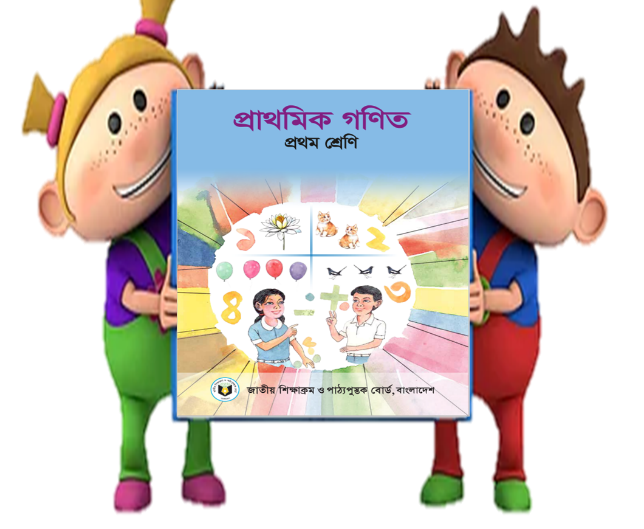 প্রাথমিক গণিত
প্রথম শ্রেণি
১
২
৪
৩
জাতীয় শিক্ষাক্রম ও পাঠ্যপুস্তক বোর্ড, বাংলাদেশ